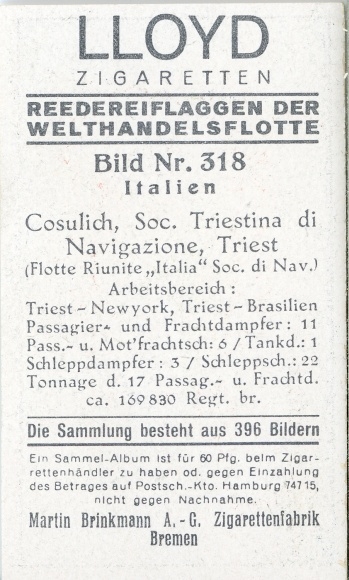 LLOYD
ZIGARETTEN
REEDEREIFLAGGEN DER
WELTHANDELSFLOTTE
Bild Nr. 318
Italien
Cosulich, Soc. Triestina di
Navigazione, Triest
(Flotte Riunite „Italia“ Soc. di Nav.)
Arbeitsbereich:
Triest - Newyork, Triest - Brasilien
Passagier- und Frachtdampfer: 11
Pass.- u. Mot'frachtsch: 6 / Tankd.: 1
Schleppdampfer: 3 / Schleppsch.: 22
Tonnage d. 17 Passag.- u. Frachtd.
ca. 169830 Regt. br.
Die Sammlung besteht aus 396 Bildern
Ein Sammel-Album ist für 60 Pfg. beim Zigar-
rettenhändler zu haben od. gegen Einzahlung
des Betrages auf Postsch.-Kto. Hamburg 74715,
nicht gegen Nachnahme.
Martin Brinkmann A.-G. Zigarettenfabrik
Bremen